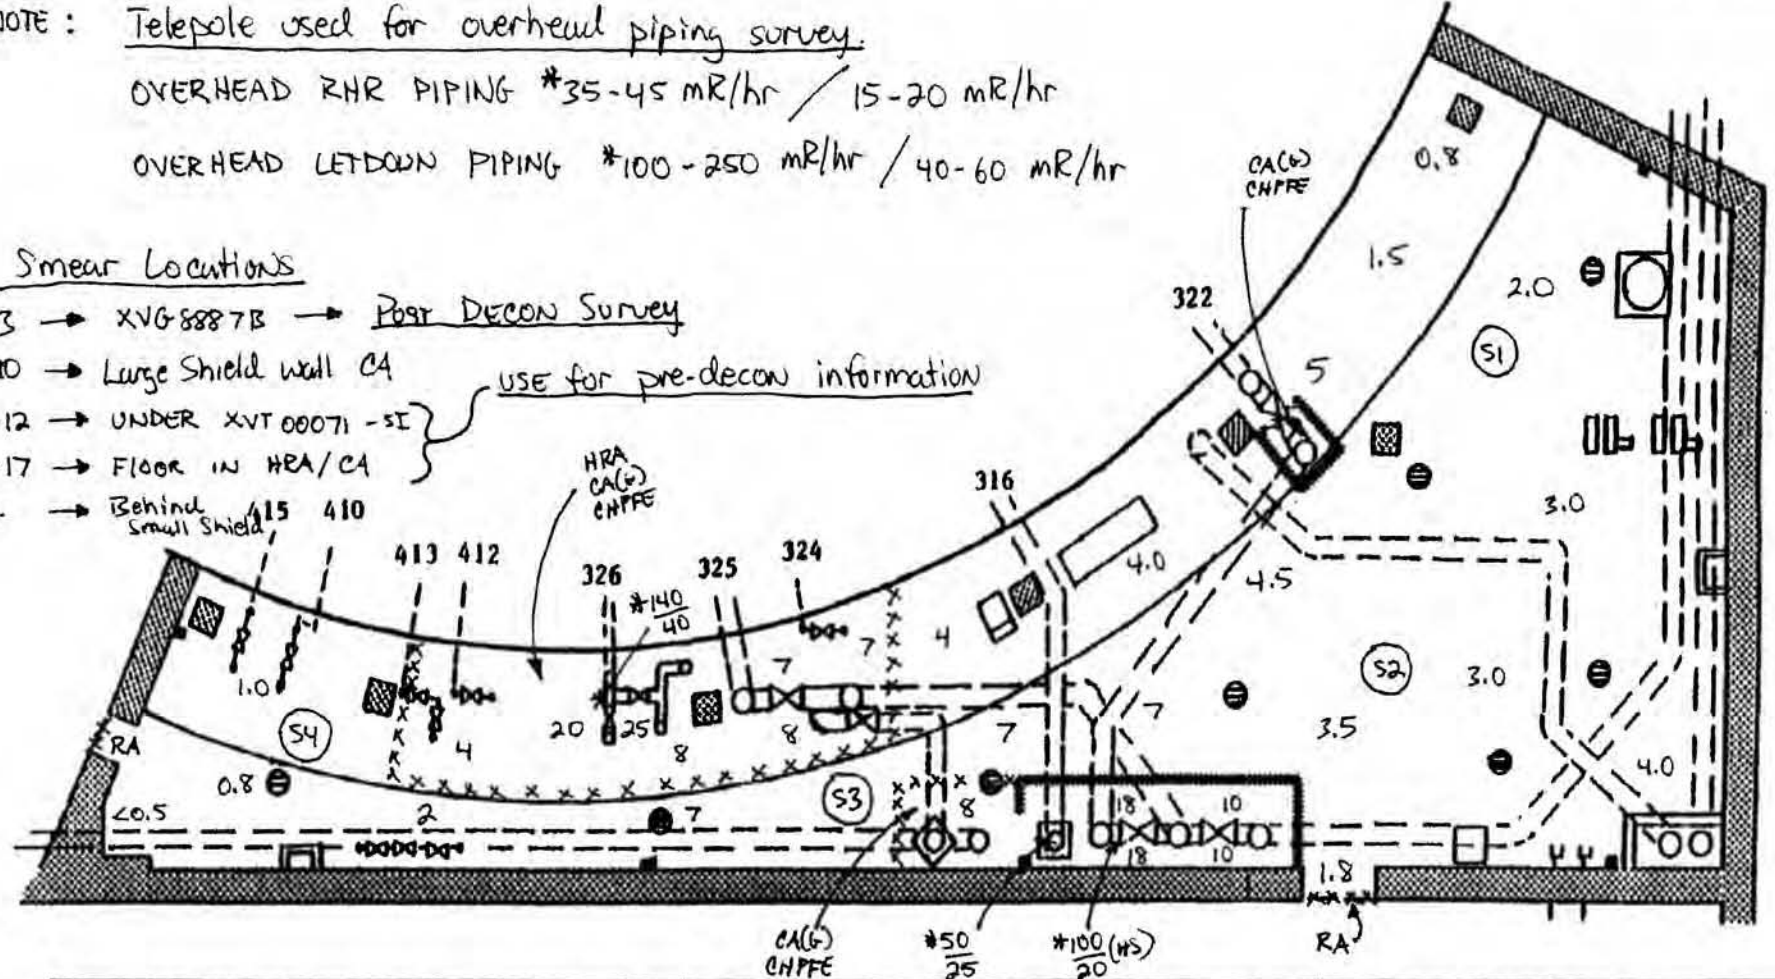 NOTE: Telepole used for overhead piping survey.
OVERHEAD RHR PIPING *35-45 mR/hr / 15-20 mR/hr
OVERHEAD LETDOWN PIPING *100-250 mR/hr / 40-60 mR/hr
Smear Locations
3 → XVG8887B → Post DECON Survey
10 → Large Shield wall CA
12 → UNDER XVT00071-SI
17 → Floor IN HRA/CA
USE for pre-decon information
→ Behind Small Shield
CA(G)
CHPFE
0.8
1.5
2.0
322
5
S1
3.0
HRA
CA(G)
CHPFE
316
415
410
413
412
326
325
324
*140/40
4.0
4.5
1.0
7
7
4
S2
3.0
S4
4
20
25
8
8
7
7
3.5
4.0
RA
0.8
<0.5
2
7
S3
8
18
10
18
10
1.8
CA(G)
CHPFE
*50/25
*100/20 (HS)
RA